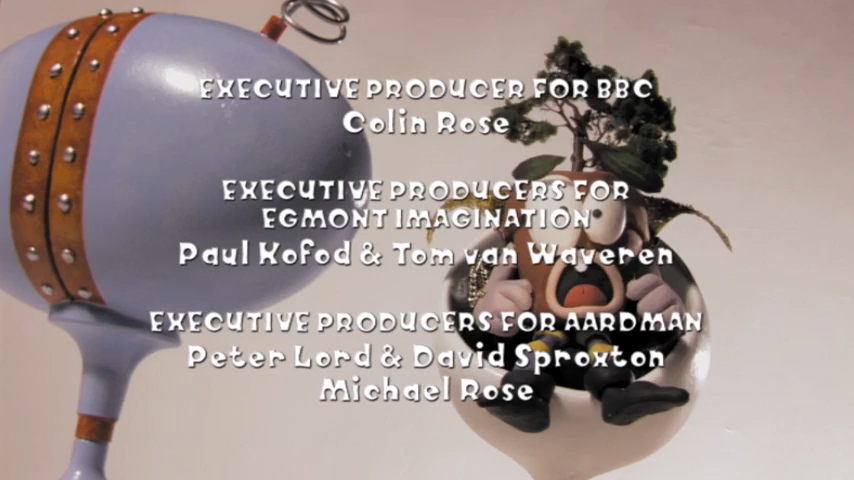 EXECUTIVE PRODUCER FOR BBC
Colin Rose
EXECUTIVE PRODUCERS FOR
EGMONT IMAGINATION
Paul Kofod & Tom van Waveren
EXECUTIVE PRODUCERS FOR AARDMAN
Peter Lord & David Sproxton
Michael Rose